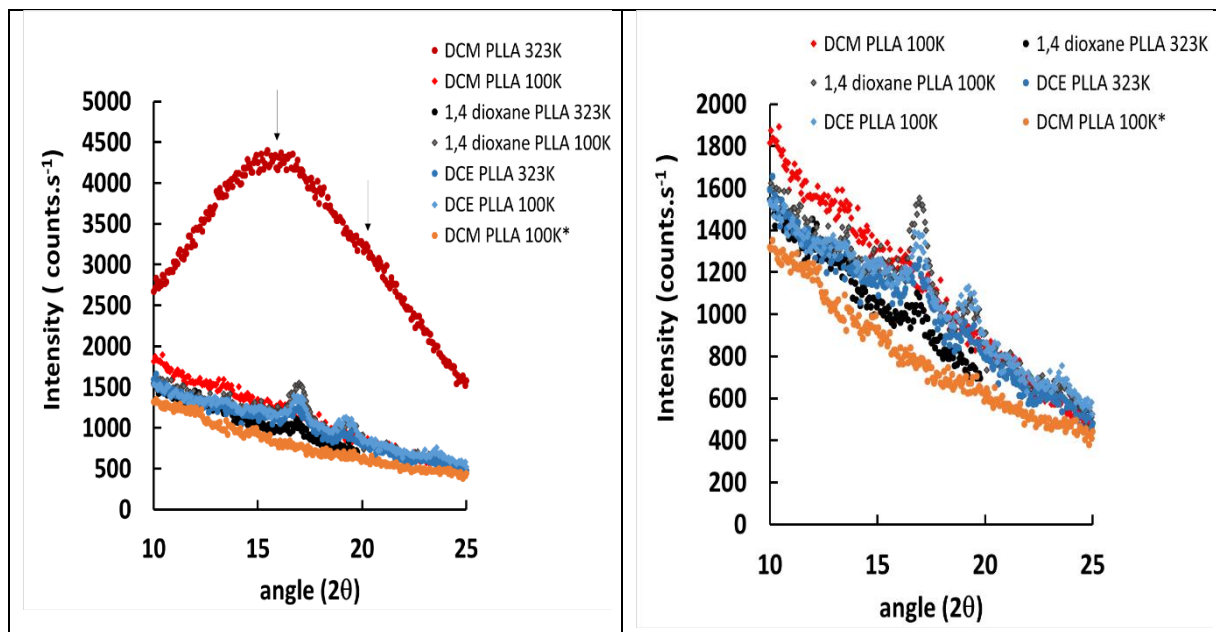 DCM PLLA 323K
DCM PLLA 100K
1,4 dioxane PLLA 323K
1,4 dioxane PLLA 100K
DCE PLLA 323K
DCE PLLA 100K
DCM PLLA 100K*
5000
4500
4000
3500
3000
2500
2000
1500
1000
500
0
Intensity ( counts.s⁻¹)
10 15 20 25
angle (2θ)
DCM PLLA 100K 1,4 dioxane PLLA 323K
1,4 dioxane PLLA 100K DCE PLLA 323K
DCE PLLA 100K DCM PLLA 100K*
2000
1800
1600
1400
1200
1000
800
600
400
200
0
Intensity (counts.s⁻¹ )
10 15 20 25
angle (2θ)